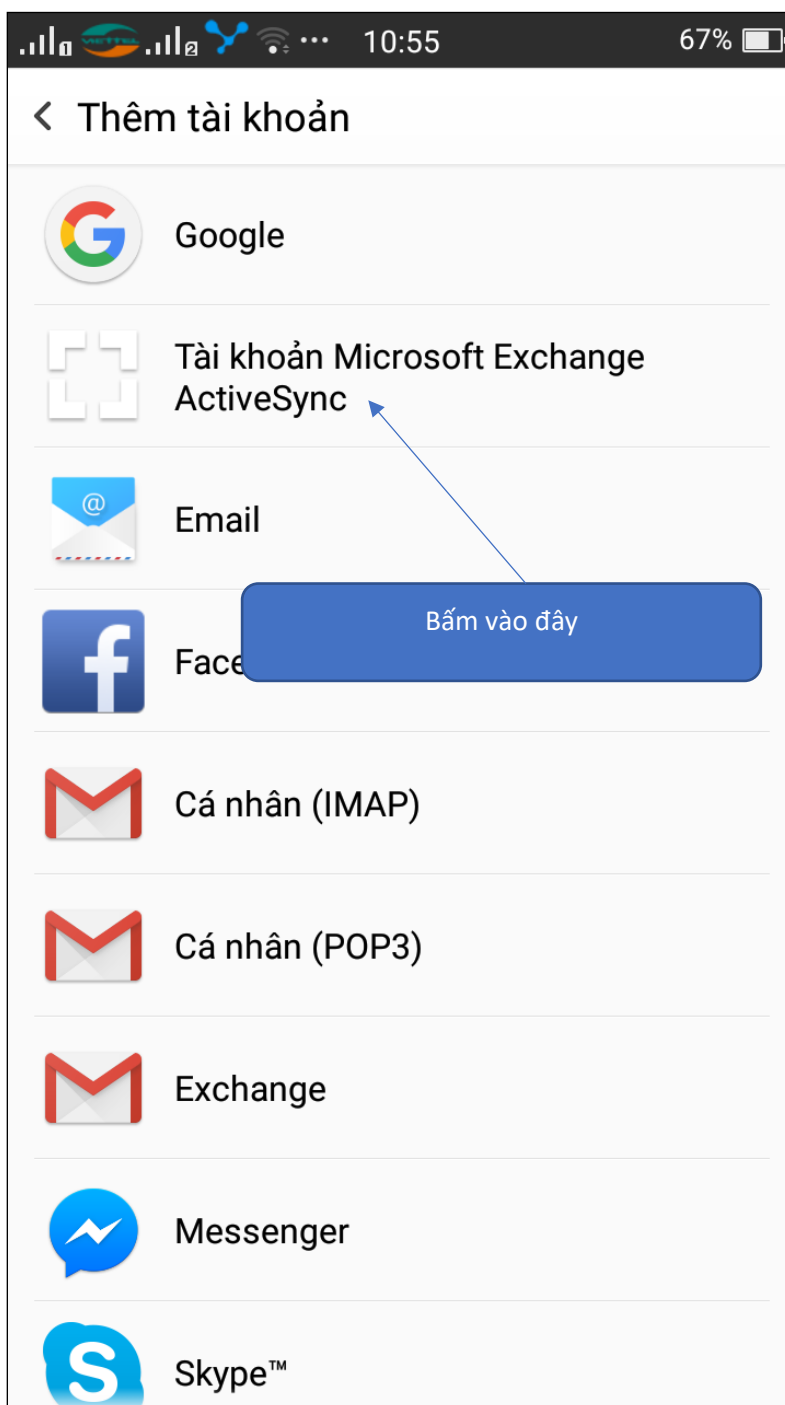 VIETTEL 10:55 67%
Thêm tài khoản
Google
Tài khoản Microsoft Exchange
ActiveSync
@
Email
Bấm vào đây
Face
Cá nhân (IMAP)
Cá nhân (POP3)
Exchange
Messenger
Skype™